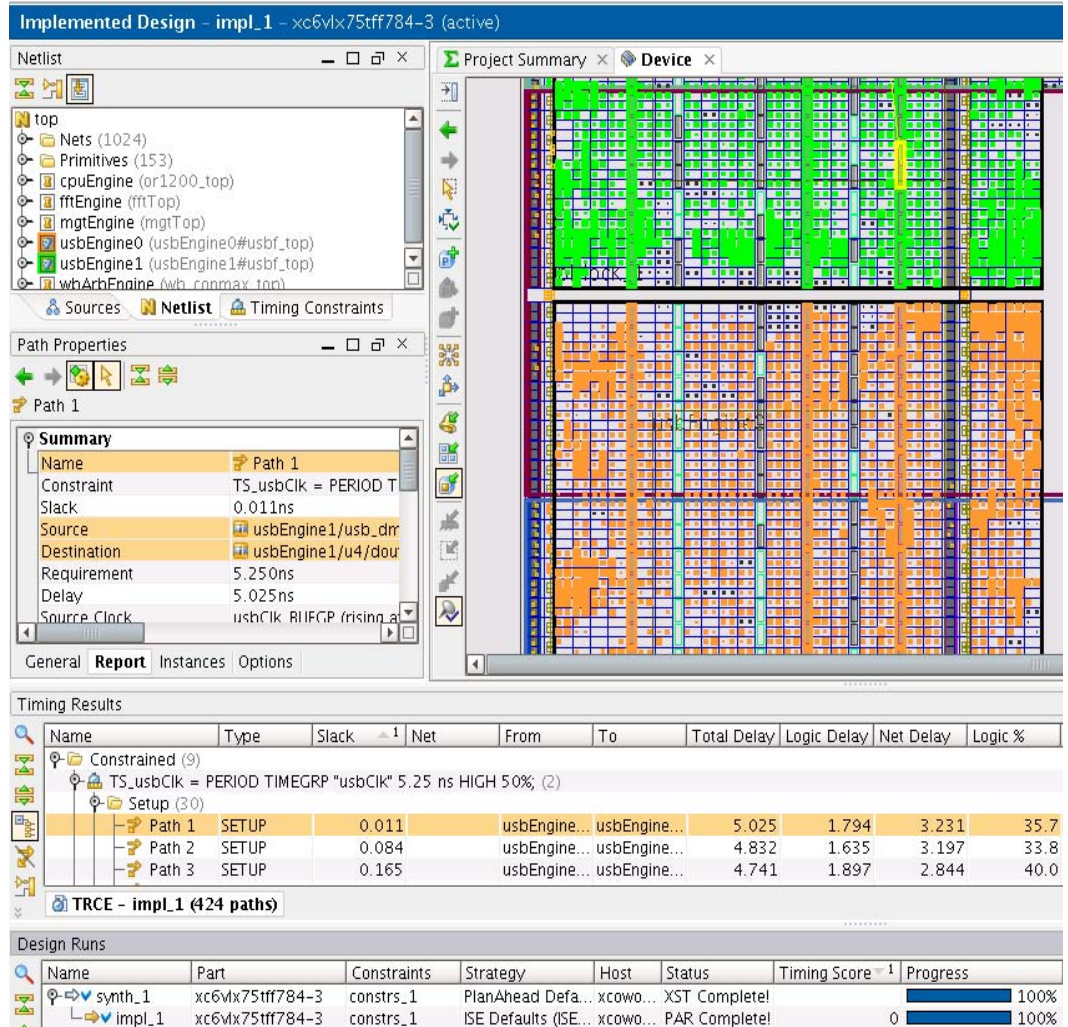 Implemented Design - impl_1 - xc6vlx75tff784-3 (active)
Netlist
top
Nets (1024)
Primitives (153)
cpuEngine (or1200_top)
fftEngine (fftTop)
mgtEngine (mgtTop)
usbEngine0 (usbEngine0#usbf_top)
usbEngine1 (usbEngine1#usbf_top)
wbArbEngine (wb_conmax_top)
Sources Netlist Timing Constraints
Path Properties
Path 1
Summary
Name Path 1
Constraint TS_usbClk = PERIOD T
Slack 0.011ns
Source usbEngine1/usb_dm
Destination usbEngine1/u4/dou
Requirement 5.250ns
Delay 5.025ns
Source Clock usbClk_BUFGP (rising a
General Report Instances Options
Project Summary Device
Timing Results
Name Type Slack 1 Net From To Total Delay Logic Delay Net Delay Logic %
Constrained (9)
TS_usbClk = PERIOD TIMEGRP "usbClk" 5.25 ns HIGH 50%; (2)
Setup (30)
Path 1 SETUP 0.011 usbEngine... usbEngine... 5.025 1.794 3.231 35.7
Path 2 SETUP 0.084 usbEngine... usbEngine... 4.832 1.635 3.197 33.8
Path 3 SETUP 0.165 usbEngine... usbEngine... 4.741 1.897 2.844 40.0
TRCE - impl_1 (424 paths)
Design Runs
Name Part Constraints Strategy Host Status Timing Score 1 Progress
synth_1 xc6vlx75tff784-3 constrs_1 PlanAhead Defa... xcowo... XST Complete! 100%
impl_1 xc6vlx75tff784-3 constrs_1 ISE Defaults (ISE... xcowo... PAR Complete! 0 100%